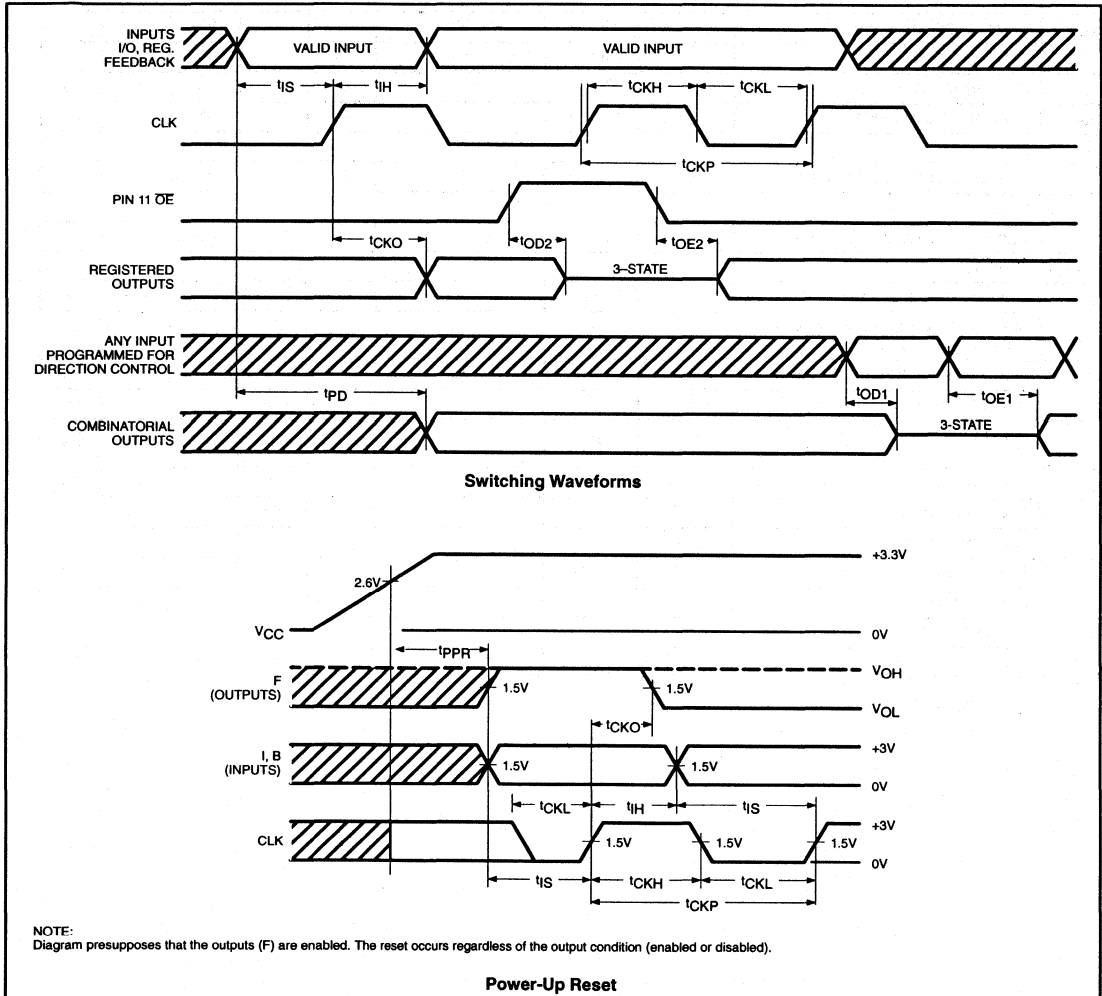 INPUTS
I/O, REG.
FEEDBACK
VALID INPUT
VALID INPUT
tIS
tIH
tCKH
tCKL
CLK
tCKP
PIN 11 O̅E̅
tCKO
tOD2
tOE2
REGISTERED
OUTPUTS
3–STATE
ANY INPUT
PROGRAMMED FOR
DIRECTION CONTROL
tPD
tOD1
tOE1
COMBINATORIAL
OUTPUTS
3-STATE
Switching Waveforms
+3.3V
2.6V
VCC
0V
tPPR
VOH
F
(OUTPUTS)
1.5V
1.5V
VOL
tCKO
I, B
(INPUTS)
+3V
1.5V
1.5V
0V
tCKL
tIH
tIS
CLK
+3V
1.5V
1.5V
1.5V
0V
tIS
tCKH
tCKL
tCKP
NOTE:
Diagram presupposes that the outputs (F) are enabled. The reset occurs regardless of the output condition (enabled or disabled).
Power-Up Reset